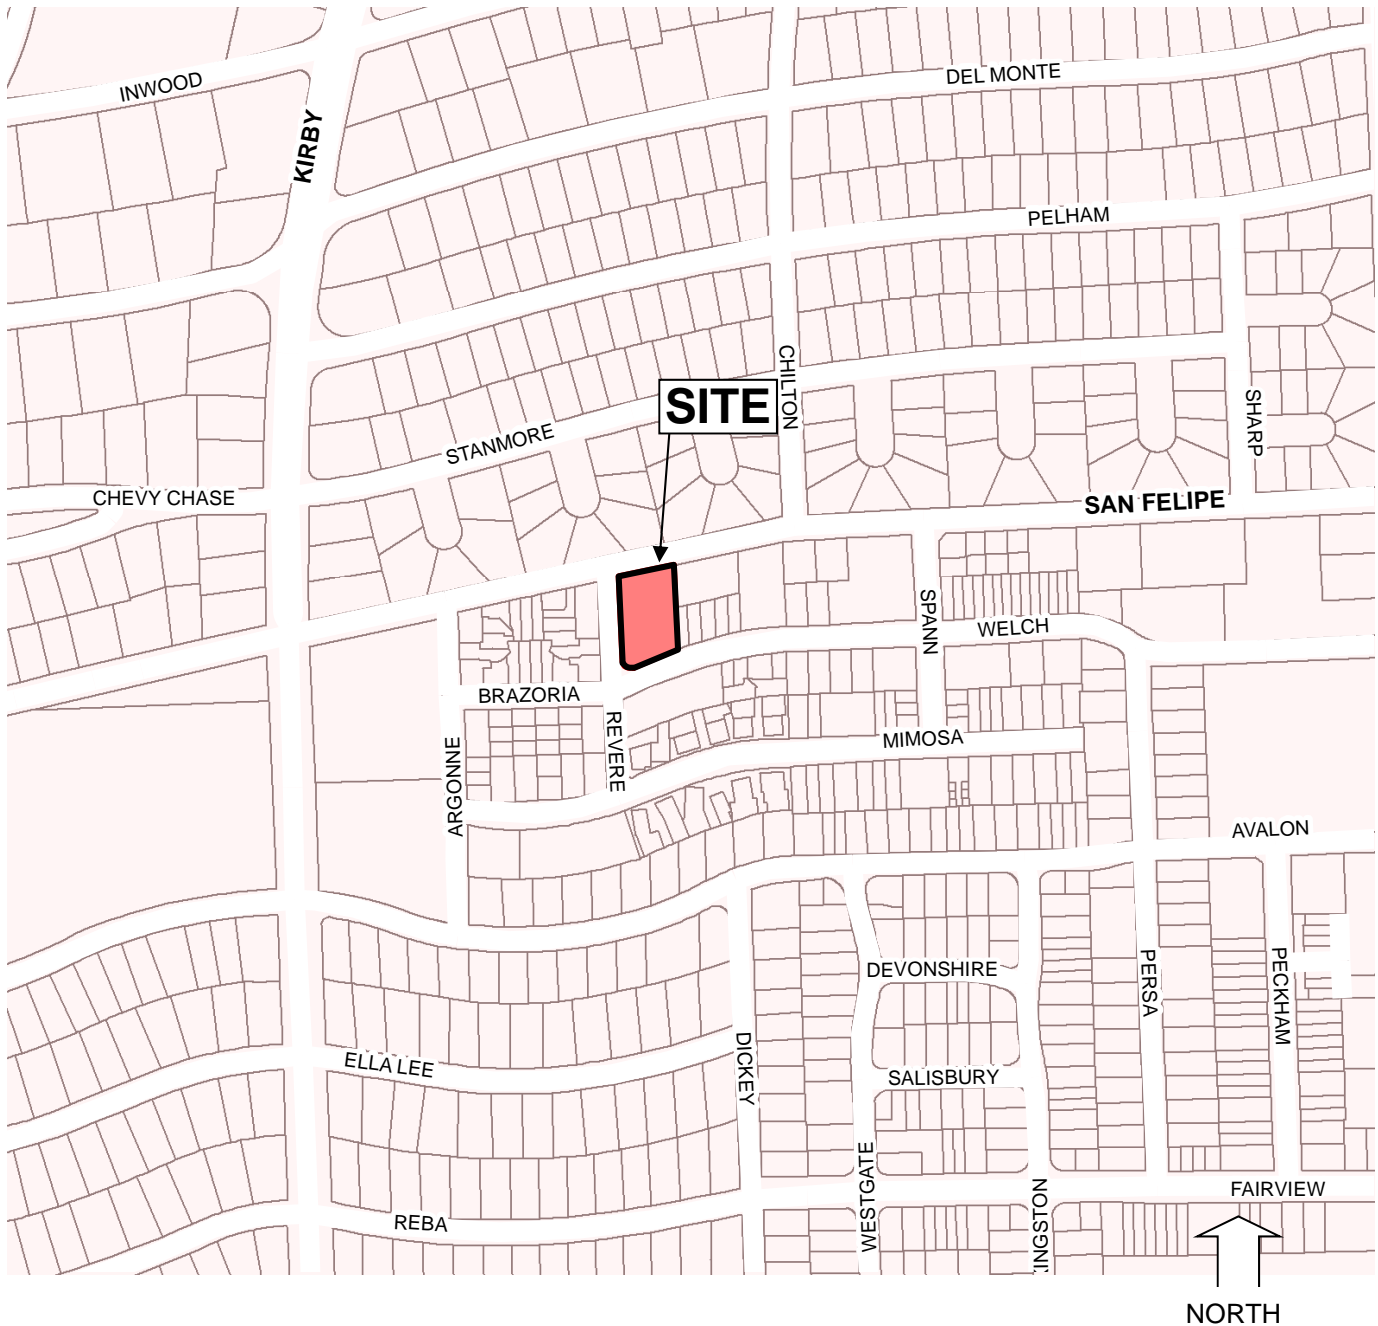 INWOOD
DEL MONTE
KIRBY
PELHAM
CHILTON
SITE
SHARP
STANMORE
CHEVY CHASE
SAN FELIPE
SPANN
WELCH
BRAZORIA
REVERE
MIMOSA
ARGONNE
AVALON
DEVONSHIRE
PERSA
PECKHAM
DICKEY
ELLA LEE
SALISBURY
WESTGATE
KINGSTON
FAIRVIEW
REBA
NORTH